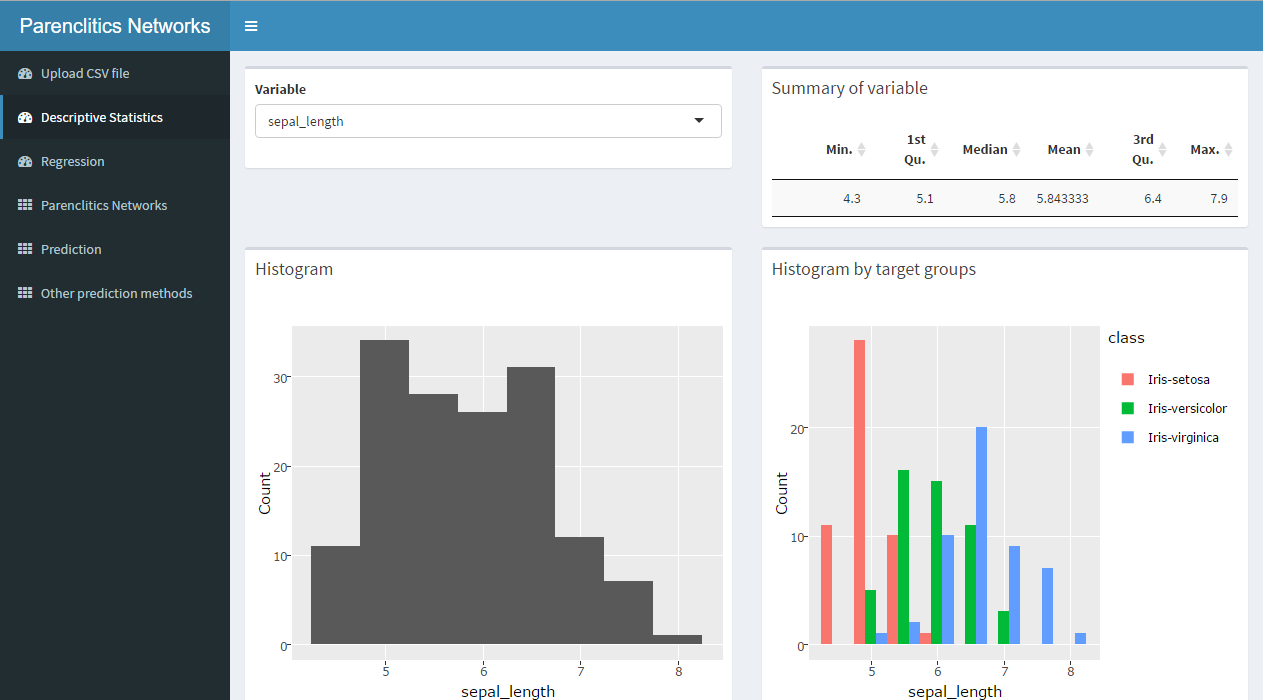 Parenclitics Networks
Upload CSV file
Descriptive Statistics
Regression
Parenclitics Networks
Prediction
Other prediction methods
Variable
sepal_length
Summary of variable
Min. 1st Qu. Median Mean 3rd Qu. Max.
4.3 5.1 5.8 5.843333 6.4 7.9
Histogram
30
20
10
0
Count
5 6 7 8
sepal_length
Histogram by target groups
20
10
0
Count
5 6 7 8
sepal_length
class
Iris-setosa
Iris-versicolor
Iris-virginica